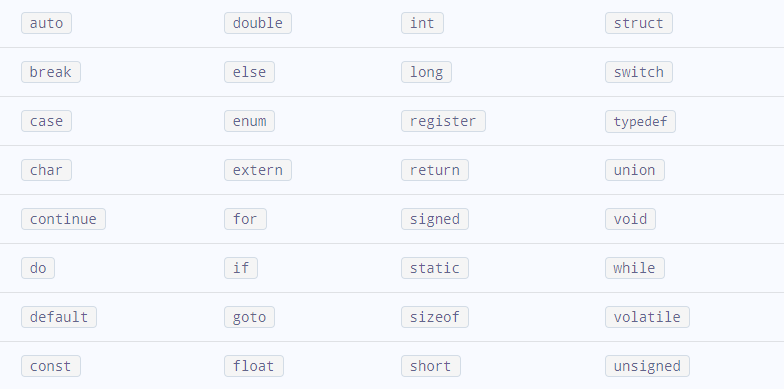 auto double int struct
break else long switch
case enum register typedef
char extern return union
continue for signed void
do if static while
default goto sizeof volatile
const float short unsigned